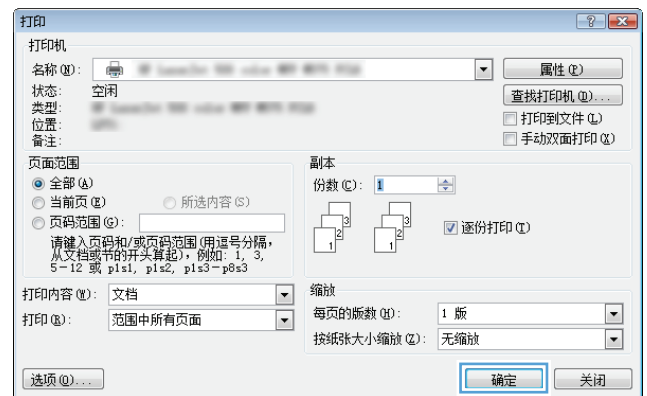 打印
打印机
名称(N):
属性(P)
状态: 空闲
查找打印机(D)...
类型:
位置:
打印到文件(L)
备注:
手动双面打印(X)
页面范围
全部(A)
当前页(E) 所选内容(S)
页码范围(G):
请键入页码和/或页码范围(用逗号分隔，
从文档或节的开头算起)，例如: 1, 3,
5-12 或 p1s1, p1s2, p1s3-p8s3
副本
份数(C): 1
3 3
2 2
1 1
逐份打印(T)
打印内容(W): 文档
打印(R): 范围中所有页面
缩放
每页的版数(H): 1 版
按纸张大小缩放(Z): 无缩放
选项(O)...
确定 关闭